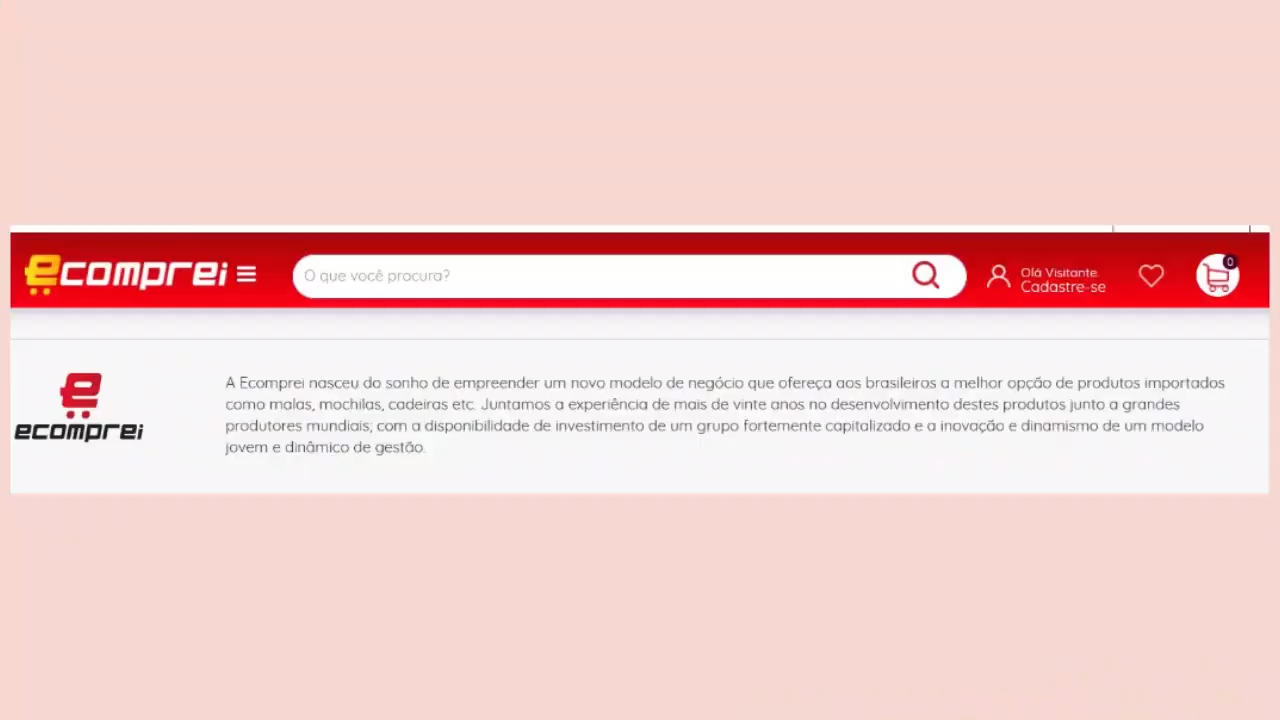 ecomprei
O que você procura?
Olá Visitante.
Cadastre-se
0
ecomprei
A Ecomprei nasceu do sonho de empreender um novo modelo de negócio que ofereça aos brasileiros a melhor opção de produtos importados
como malas, mochilas, cadeiras etc. Juntamos a experiência de mais de vinte anos no desenvolvimento destes produtos junto a grandes
produtores mundiais; com a disponibilidade de investimento de um grupo fortemente capitalizado e a inovação e dinamismo de um modelo
jovem e dinâmico de gestão.